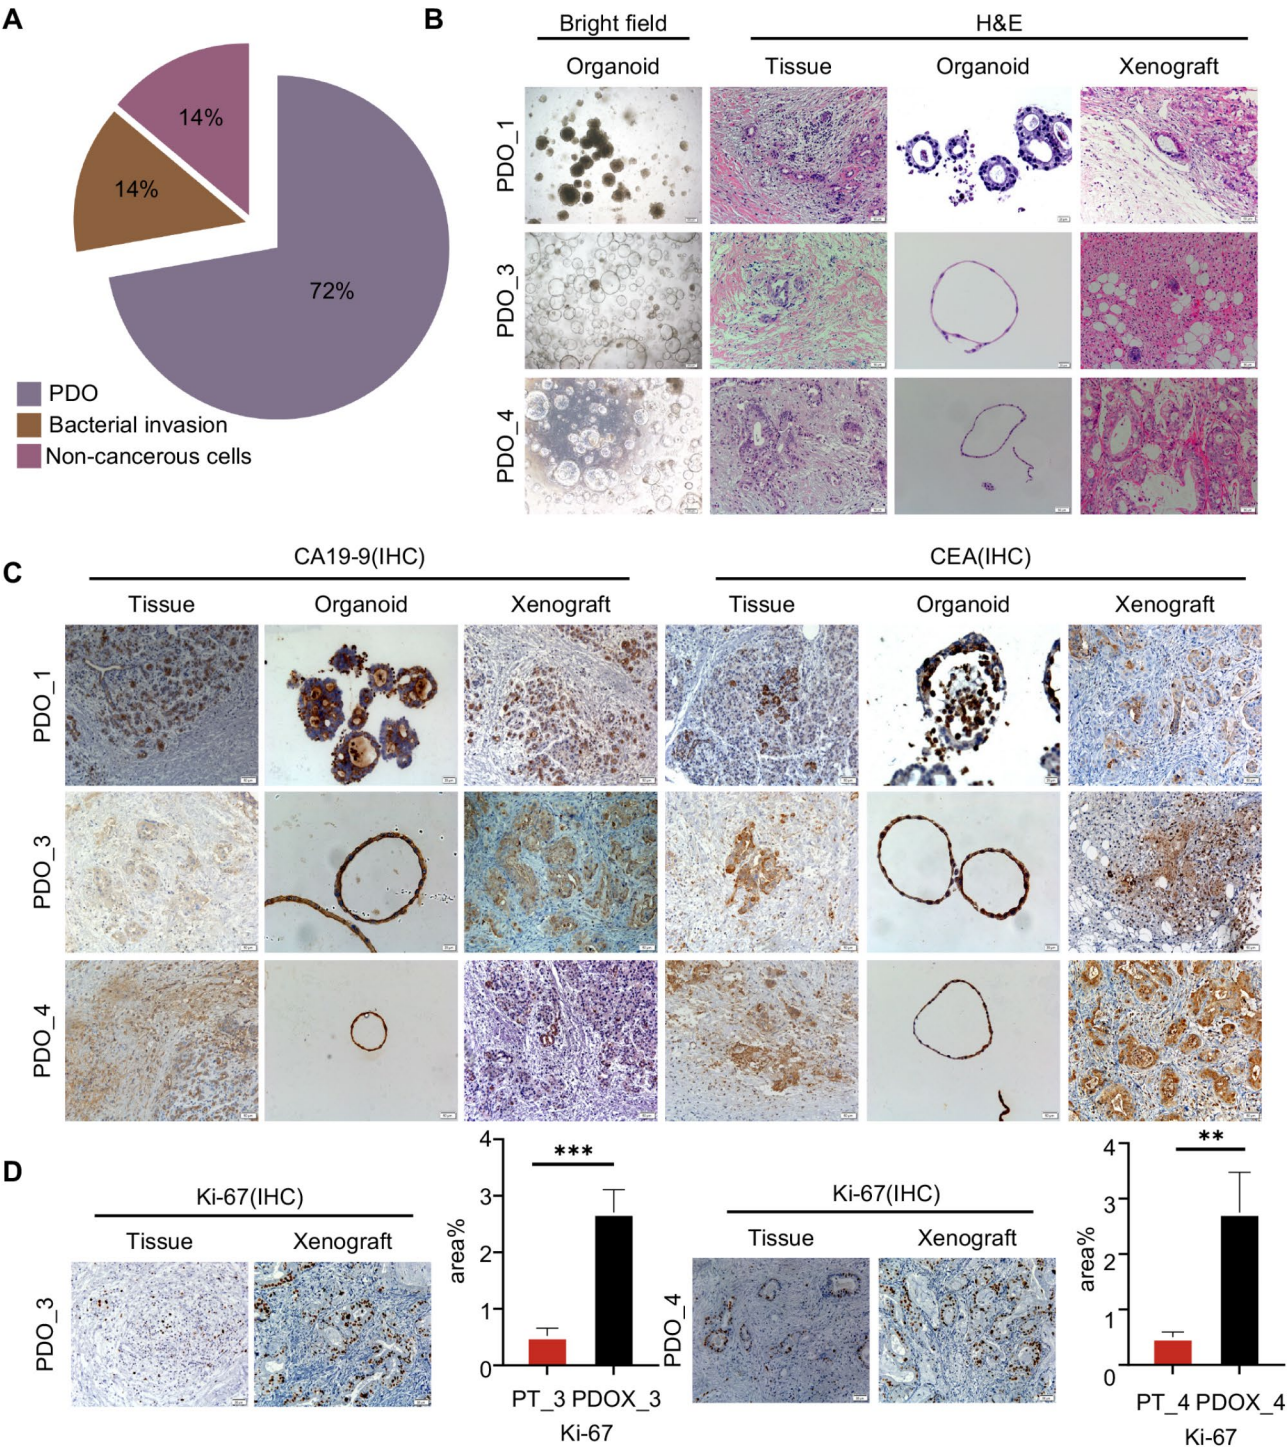 A
14%
14%
72%
PDO
Bacterial invasion
Non-cancerous cells
B
Bright field
H&E
Organoid
Tissue
Organoid
Xenograft
PDO_1
PDO_3
PDO_4
C
CA19-9(IHC)
CEA(IHC)
Tissue
Organoid
Xenograft
Tissue
Organoid
Xenograft
PDO_1
PDO_3
PDO_4
D
Ki-67(IHC)
Tissue
Xenograft
PDO_3
4
3
2
1
0
area%
***
PT_3 PDOX_3
Ki-67
Ki-67(IHC)
Tissue
Xenograft
PDO_4
4
3
2
1
0
area%
**
PT_4 PDOX_4
Ki-67